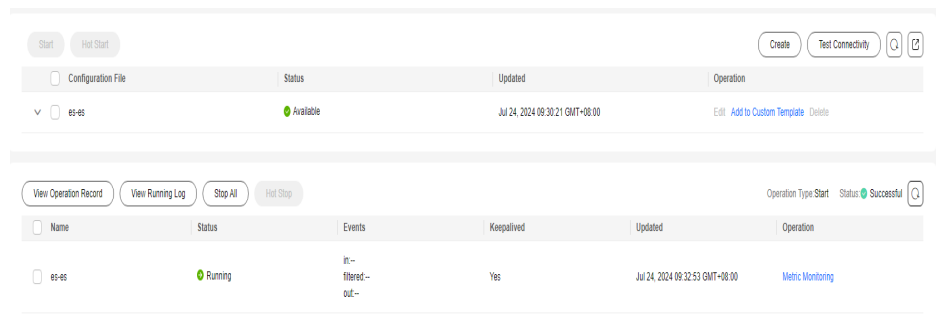 Start Hot Start Create Test Connectivity
Configuration File Status Updated Operation
es-es Available Jul 24, 2024 09:30:21 GMT+08:00 Edit Add to Custom Template Delete
View Operation Record View Running Log Stop All Hot Stop Operation Type:Start Status: Successful
Name Status Events Keepalived Updated Operation
in:--
es-es Running filtered:-- Yes Jul 24, 2024 09:32:53 GMT+08:00 Metric Monitoring
out:--